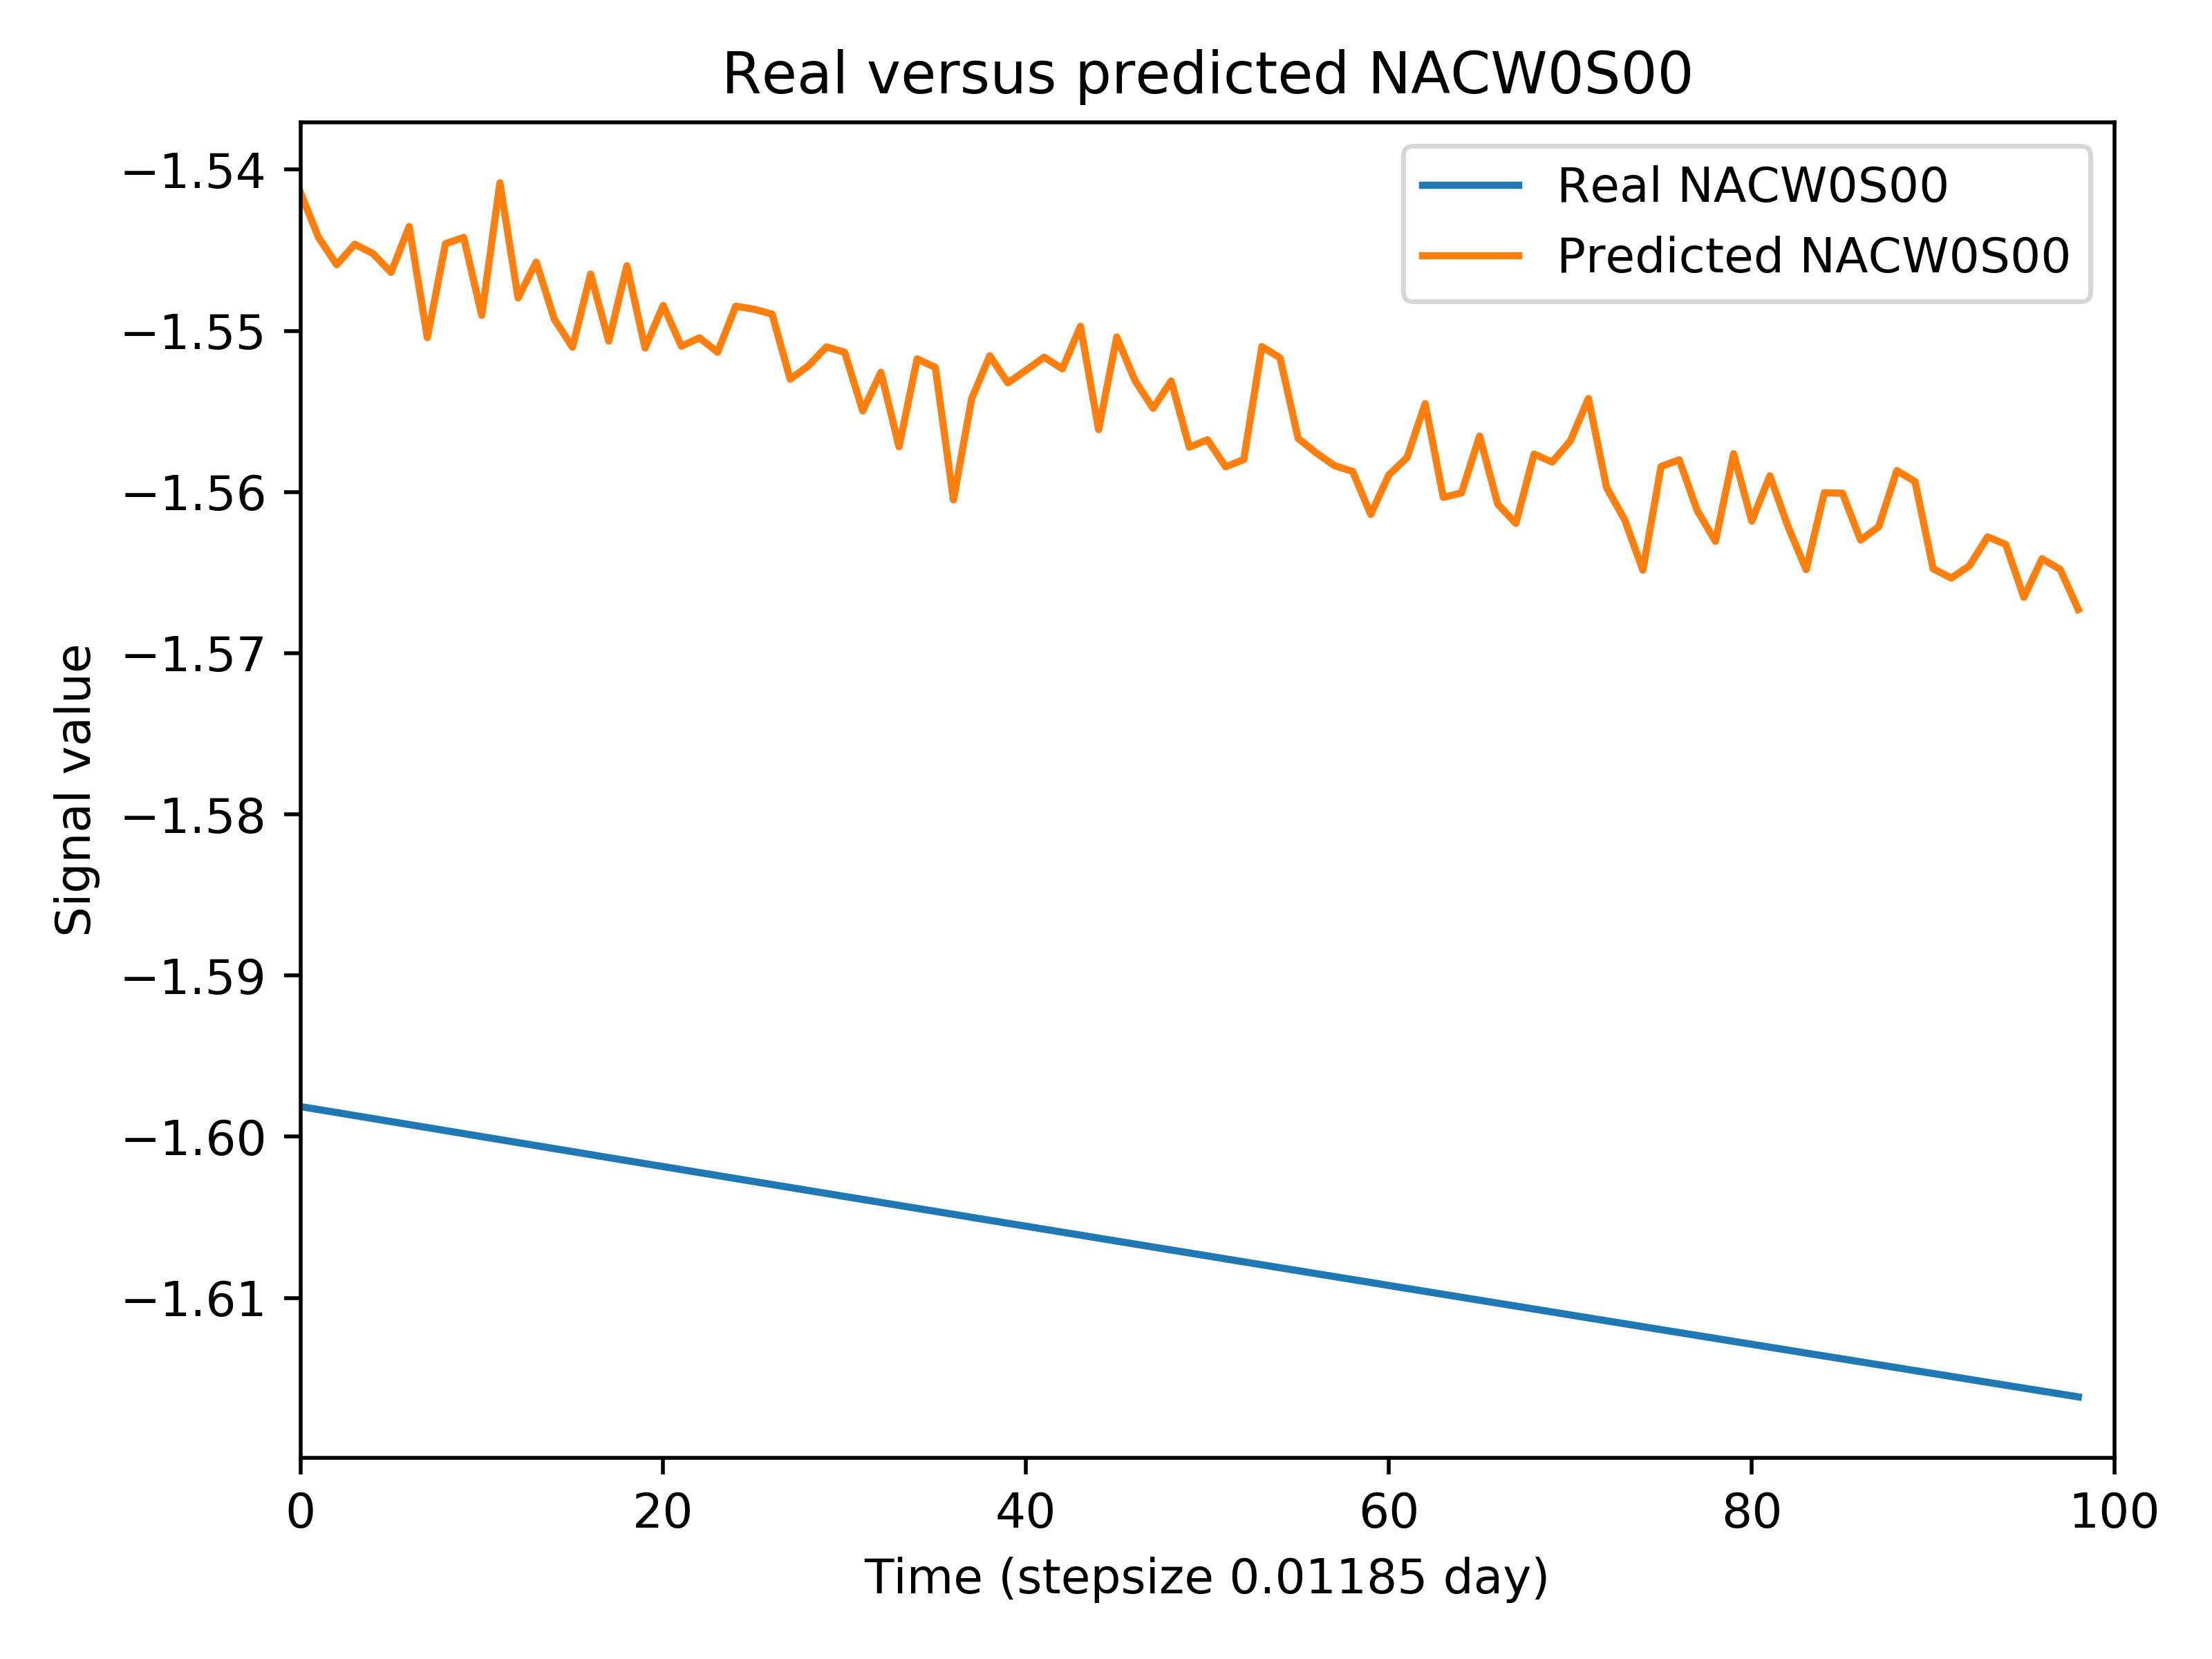 Real versus predicted NACW0S00
Real NACW0S00
Predicted NACW0S00
Signal value
−1.54
−1.55
−1.56
−1.57
−1.58
−1.59
−1.60
−1.61
0 20 40 60 80 100
Time (stepsize 0.01185 day)